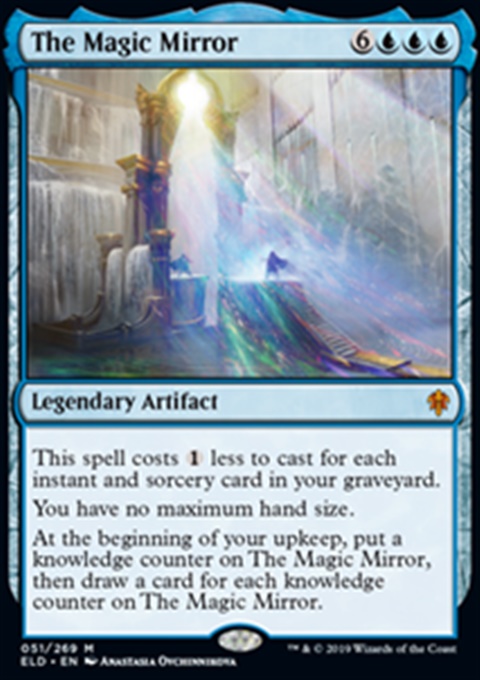 The Magic Mirror 6
Legendary Artifact
This spell costs 1 less to cast for each
instant and sorcery card in your graveyard.
You have no maximum hand size.
At the beginning of your upkeep, put a
knowledge counter on The Magic Mirror,
then draw a card for each knowledge
counter on The Magic Mirror.
051/269 M
ELD • EN Anastasia Ovchinnikova
™ & © 2019 Wizards of the Coast